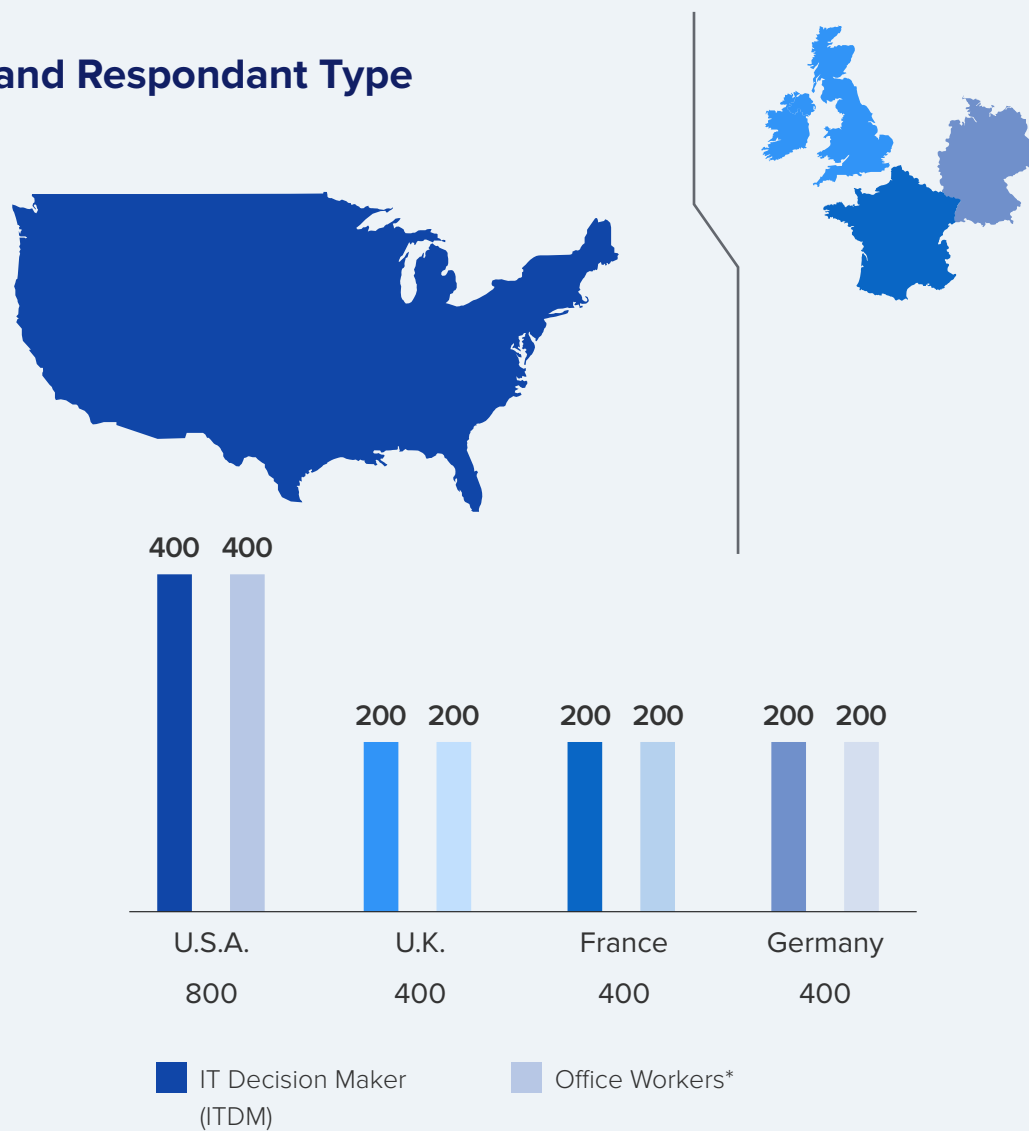 and Respondant Type
400 400
200 200 200 200 200 200
U.S.A. U.K. France Germany
800 400 400 400
IT Decision Maker Office Workers*
(ITDM)